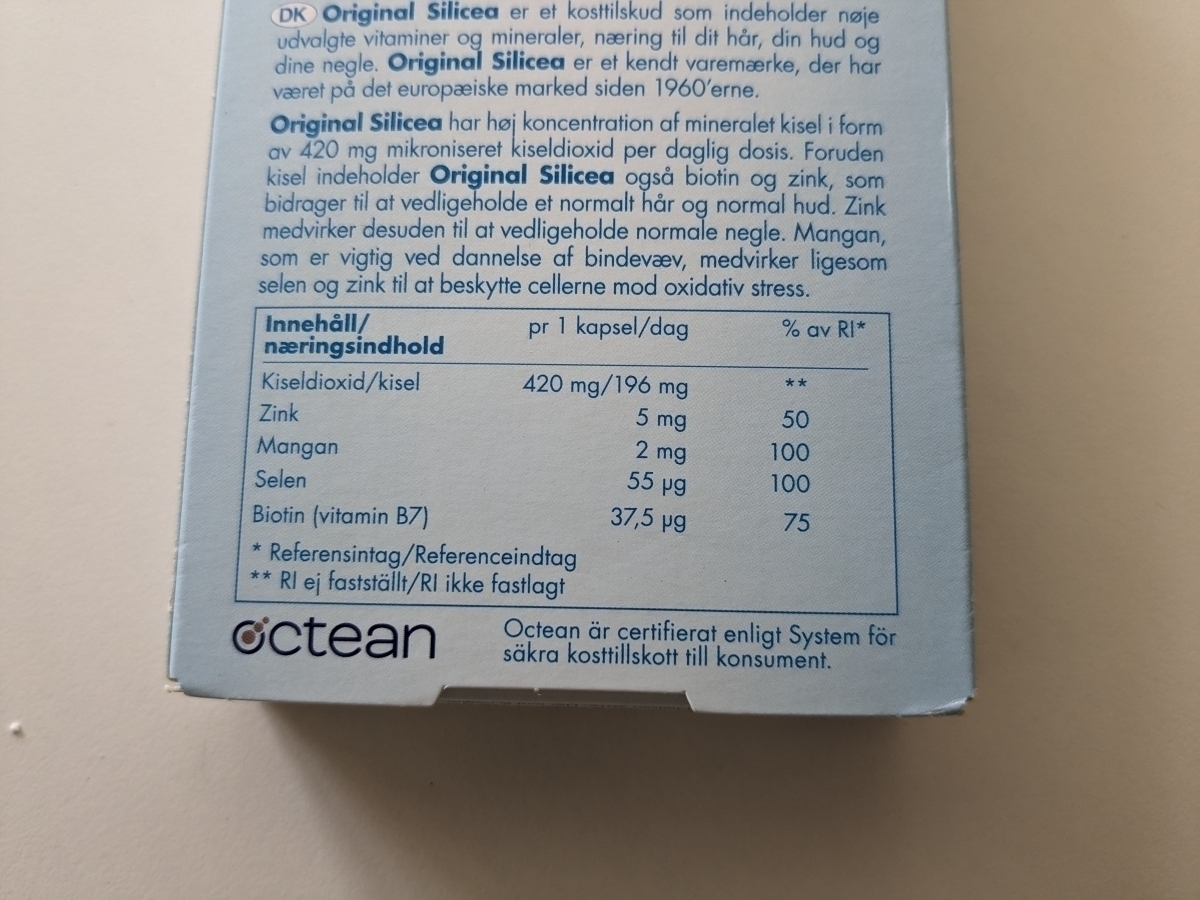 DK Original Silicea er et kosttilskud som indeholder nøje
udvalgte vitaminer og mineraler, næring til dit hår, din hud og
dine negle. Original Silicea er et kendt varemærke, der har
været på det europæiske marked siden 1960'erne.
Original Silicea har høj koncentration af mineralet kisel i form
av 420 mg mikroniseret kiseldioxid per daglig dosis. Foruden
kisel indeholder Original Silicea også biotin og zink, som
bidrager til at vedligeholde et normalt hår og normal hud. Zink
medvirker desuden til at vedligeholde normale negle. Mangan,
som er vigtig ved dannelse af bindevæv, medvirker ligesom
selen og zink til at beskytte cellerne mod oxidativ stress.
Innehåll/ pr 1 kapsel/dag % av RI*
næringsindhold
Kiseldioxid/kisel 420 mg/196 mg **
Zink 5 mg 50
Mangan 2 mg 100
Selen 55 µg 100
Biotin (vitamin B7) 37,5 µg 75
* Referensintag/Referenceindtag
** RI ej fastställt/RI ikke fastlagt
octean Octean är certifierat enligt System för
säkra kosttillskott till konsument.